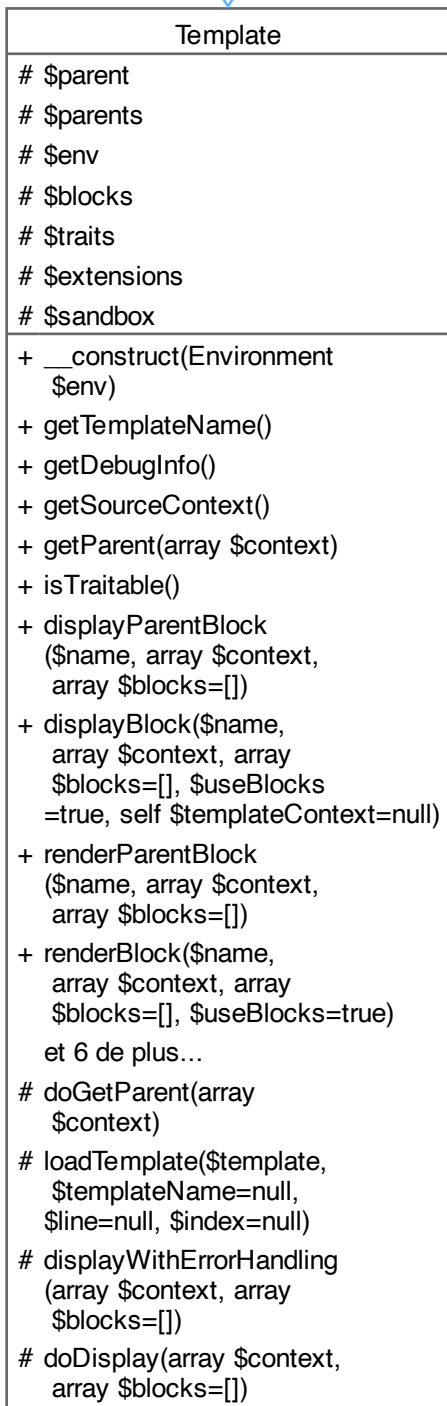 Template
# $parent
# $parents
# $env
# $blocks
# $traits
# $extensions
# $sandbox
+ __construct(Environment
$env)
+ getTemplateName()
+ getDebugInfo()
+ getSourceContext()
+ getParent(array $context)
+ isTraitable()
+ displayParentBlock
($name, array $context,
array $blocks=[])
+ displayBlock($name,
array $context, array
$blocks=[], $useBlocks
=true, self $templateContext=null)
+ renderParentBlock
($name, array $context,
array $blocks=[])
+ renderBlock($name,
array $context, array
$blocks=[], $useBlocks=true)
et 6 de plus...
# doGetParent(array
$context)
# loadTemplate($template,
$templateName=null,
$line=null, $index=null)
# displayWithErrorHandling
(array $context, array
$blocks=[])
# doDisplay(array $context,
array $blocks=[])